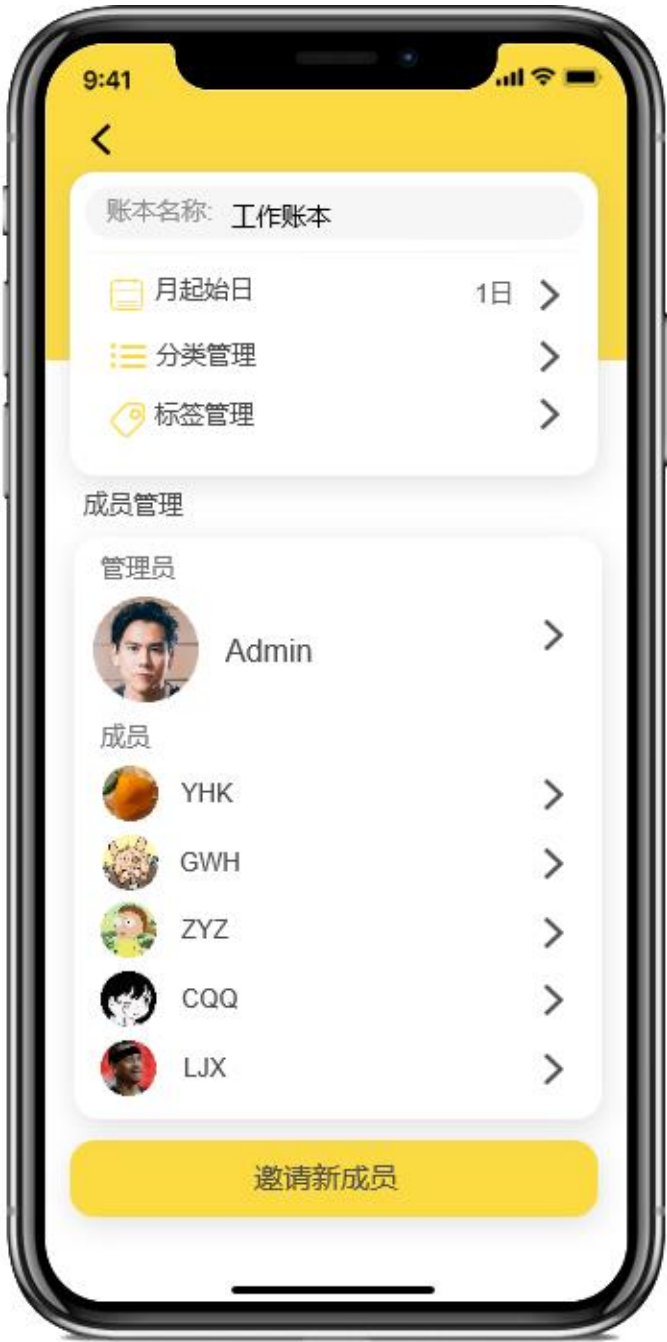 9:41
账本名称: 工作账本
月起始日 1日
分类管理
标签管理
成员管理
管理员
Admin
成员
YHK
GWH
ZYZ
CQQ
LJX
邀请新成员